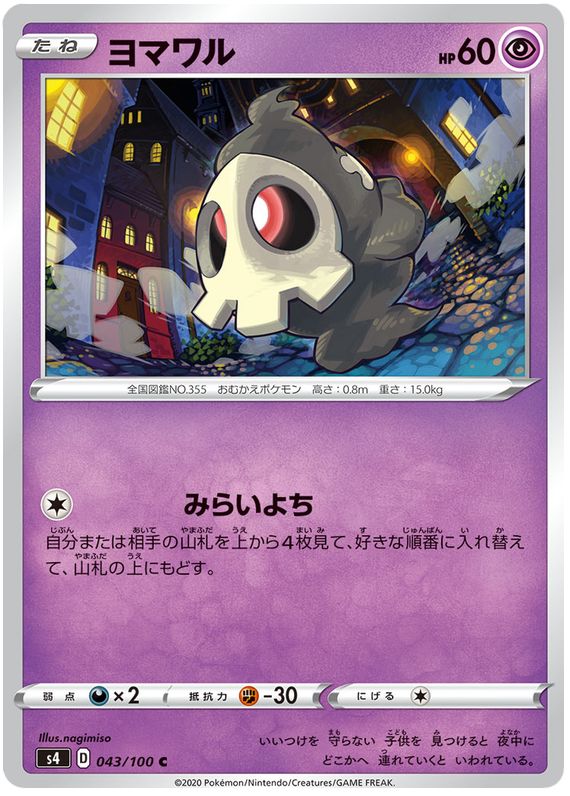 たね ヨマワル HP60
全国図鑑NO.355 おむかえポケモン 高さ:0.8m 重さ:15.0kg
みらいよち
自分または相手の山札を上から4枚見て、好きな順番に入れ替え
て、山札の上にもどす。
弱点 ×2 抵抗力 -30 にげる
Illus.nagimiso
いいつけを 守らない 子供を 見つけると 夜中に
どこかへ 連れていくと いわれている。
s4 D 043/100 C
©2020 Pokémon/Nintendo/Creatures/GAME FREAK.